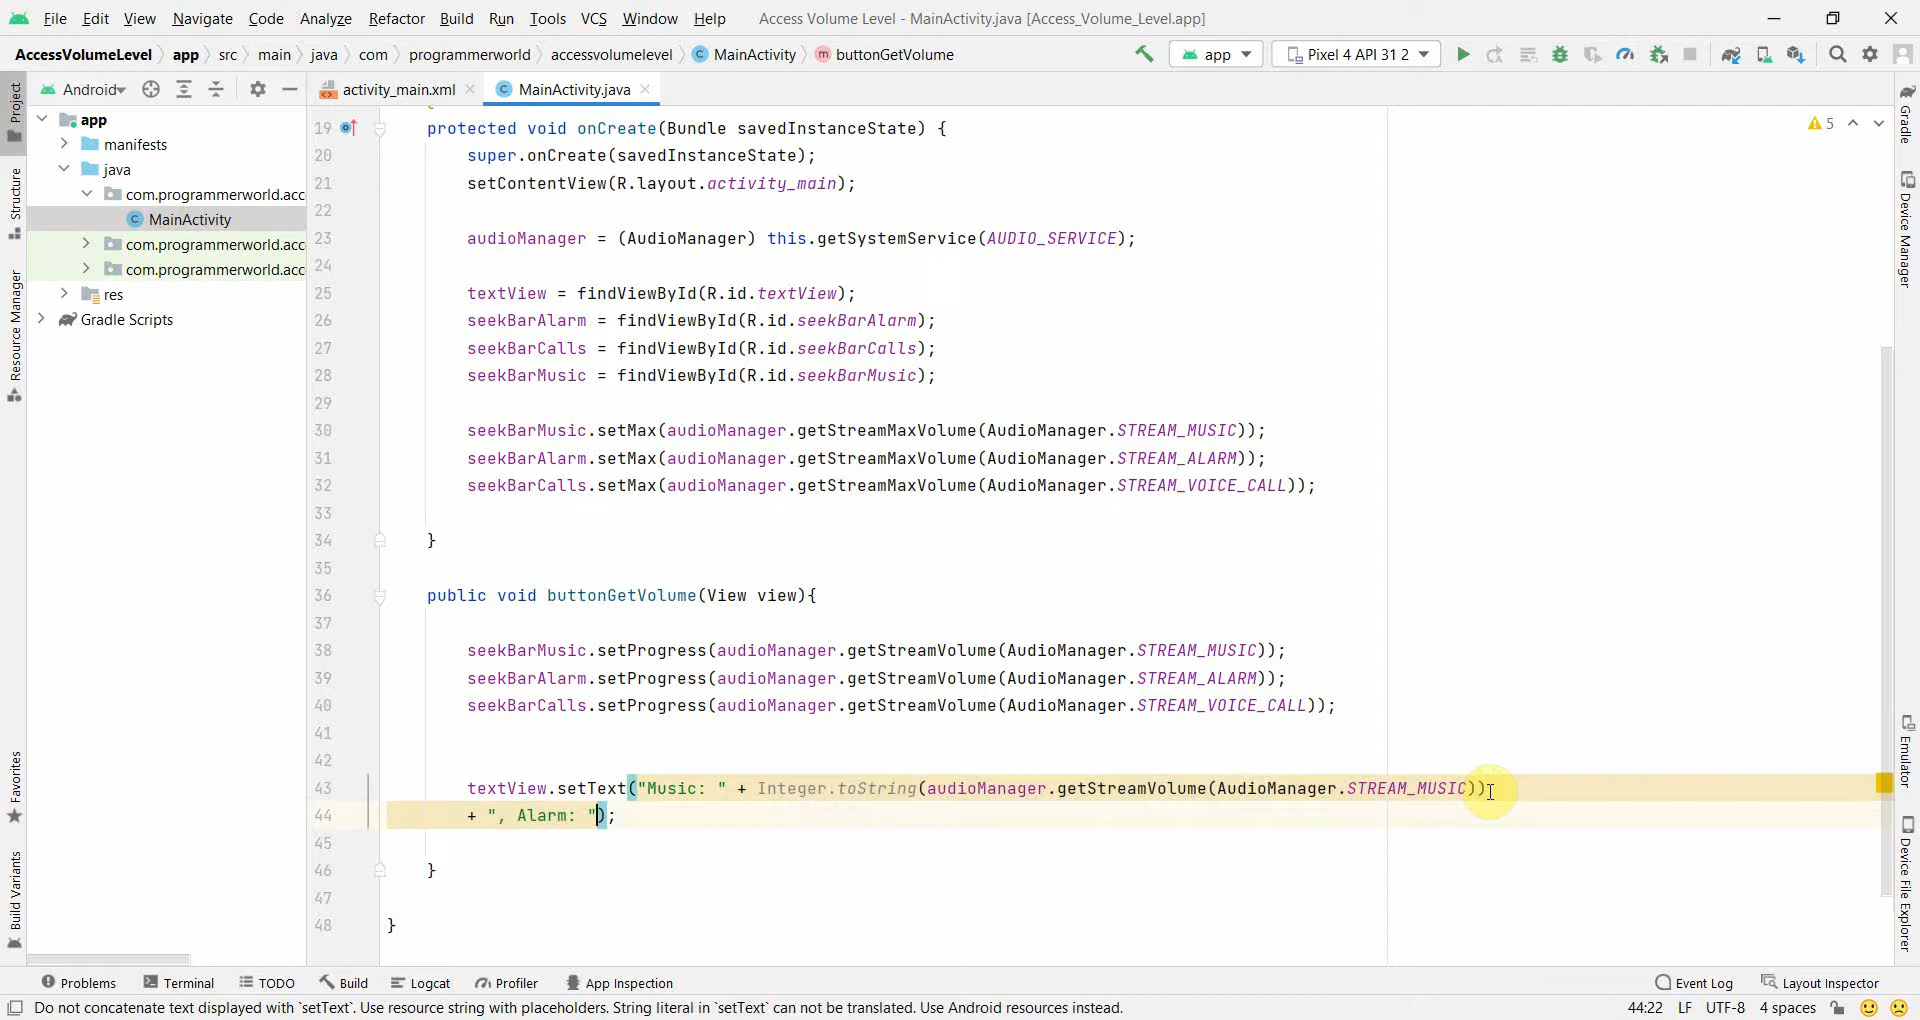 File Edit View Navigate Code Analyze Refactor Build Run Tools VCS Window Help Access Volume Level - MainActivity.java [Access_Volume_Level.app]
AccessVolumeLevel app src main java com programmerworld accessvolumelevel MainActivity buttonGetVolume app Pixel 4 API 31 2
Android activity_main.xml MainActivity.java
Project
Structure
Resource Manager
Favorites
Build Variants
app
manifests
java
com.programmerworld.acc
MainActivity
com.programmerworld.acc
com.programmerworld.acc
res
Gradle Scripts
5
19 protected void onCreate(Bundle savedInstanceState) {
20 super.onCreate(savedInstanceState);
21 setContentView(R.layout.activity_main);
22
23 audioManager = (AudioManager) this.getSystemService(AUDIO_SERVICE);
24
25 textView = findViewById(R.id.textView);
26 seekBarAlarm = findViewById(R.id.seekBarAlarm);
27 seekBarCalls = findViewById(R.id.seekBarCalls);
28 seekBarMusic = findViewById(R.id.seekBarMusic);
29
30 seekBarMusic.setMax(audioManager.getStreamMaxVolume(AudioManager.STREAM_MUSIC));
31 seekBarAlarm.setMax(audioManager.getStreamMaxVolume(AudioManager.STREAM_ALARM));
32 seekBarCalls.setMax(audioManager.getStreamMaxVolume(AudioManager.STREAM_VOICE_CALL));
33
34 }
35
36 public void buttonGetVolume(View view){
37
38 seekBarMusic.setProgress(audioManager.getStreamVolume(AudioManager.STREAM_MUSIC));
39 seekBarAlarm.setProgress(audioManager.getStreamVolume(AudioManager.STREAM_ALARM));
40 seekBarCalls.setProgress(audioManager.getStreamVolume(AudioManager.STREAM_VOICE_CALL));
41
42
43 textView.setText("Music: " + Integer.toString(audioManager.getStreamVolume(AudioManager.STREAM_MUSIC))
44 + ", Alarm: ");
45
46 }
47
48 }
Gradle
Device Manager
Emulator
Device File Explorer
Problems Terminal TODO Build Logcat Profiler App Inspection Event Log Layout Inspector
Do not concatenate text displayed with `setText`. Use resource string with placeholders. String literal in `setText` can not be translated. Use Android resources instead. 44:22 LF UTF-8 4 spaces